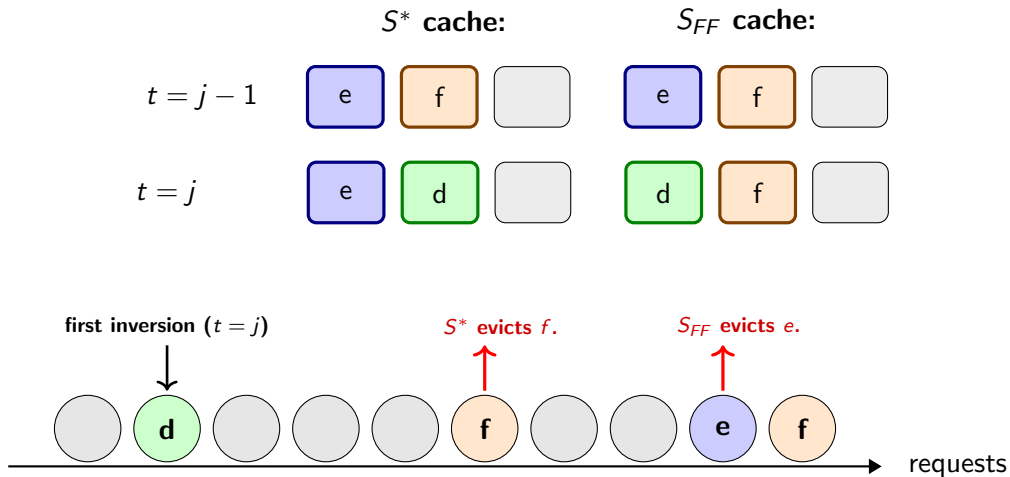 S* cache: S_FF cache:
t = j − 1 e f e f
t = j e d d f
first inversion (t = j) S* evicts f. S_FF evicts e.
d f e f
requests